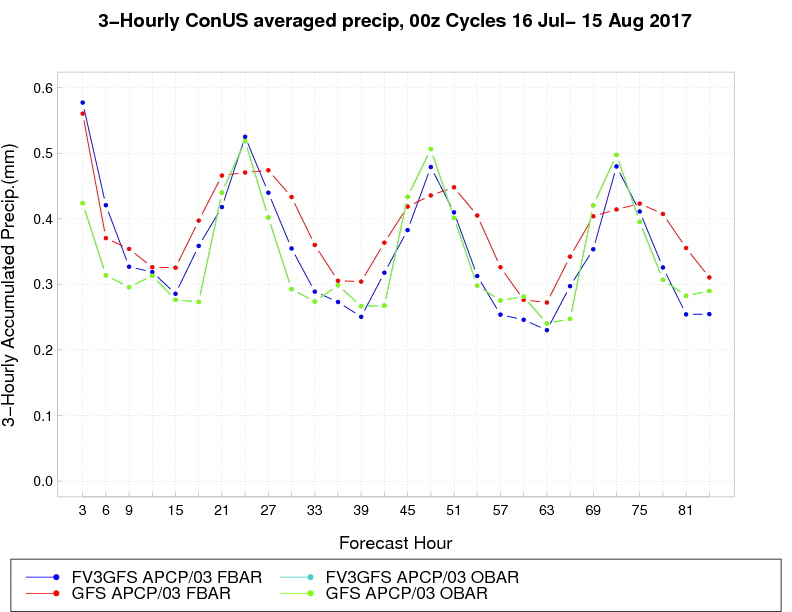 3−Hourly ConUS averaged precip, 00z Cycles 16 Jul− 15 Aug 2017
3−Hourly Accumulated Precip.(mm)
0.6
0.5
0.4
0.3
0.2
0.1
0.0
3 6 9 15 21 27 33 39 45 51 57 63 69 75 81
Forecast Hour
FV3GFS APCP/03 FBAR FV3GFS APCP/03 OBAR
GFS APCP/03 FBAR GFS APCP/03 OBAR